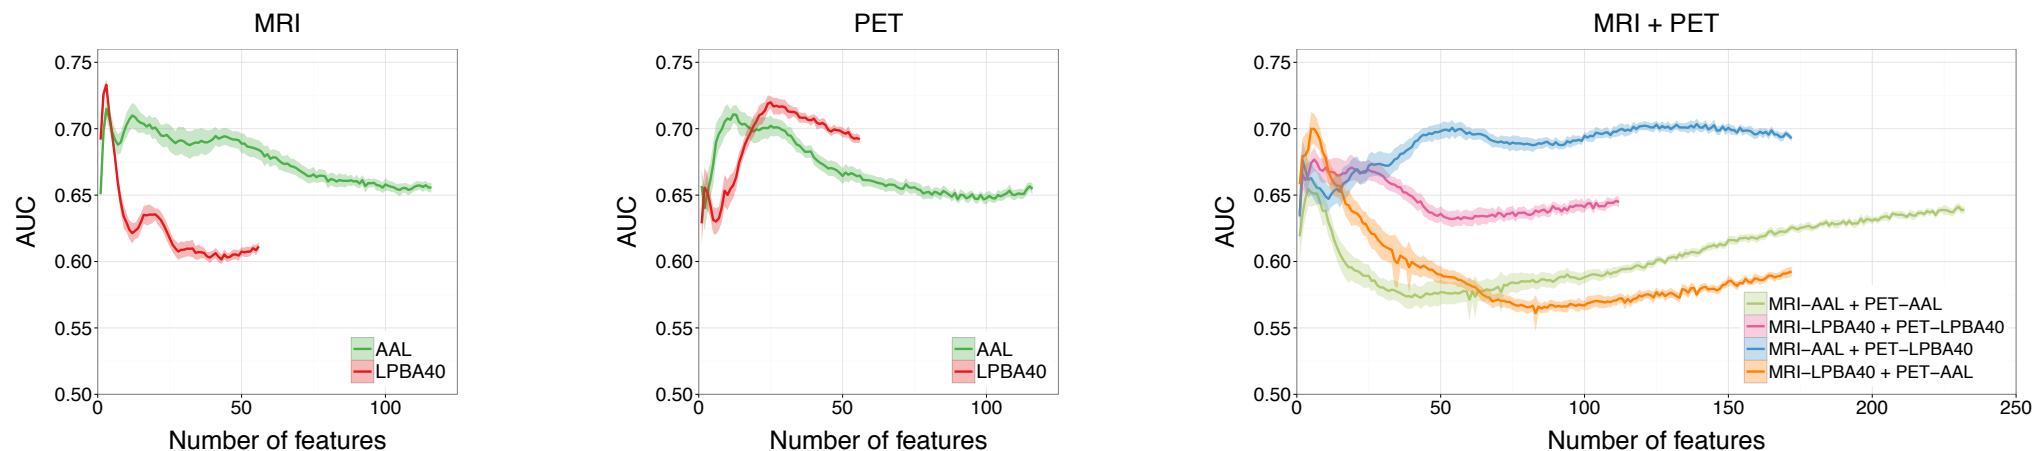 MRI
0.75
0.70
0.65
0.60
0.55
0.50
AUC
0 50 100
Number of features
AAL
LPBA40
PET
0.75
0.70
0.65
0.60
0.55
0.50
AUC
0 50 100
Number of features
AAL
LPBA40
MRI + PET
0.75
0.70
0.65
0.60
0.55
0.50
AUC
0 50 100 150 200 250
Number of features
MRI−AAL + PET−AAL
MRI−LPBA40 + PET−LPBA40
MRI−AAL + PET−LPBA40
MRI−LPBA40 + PET−AAL